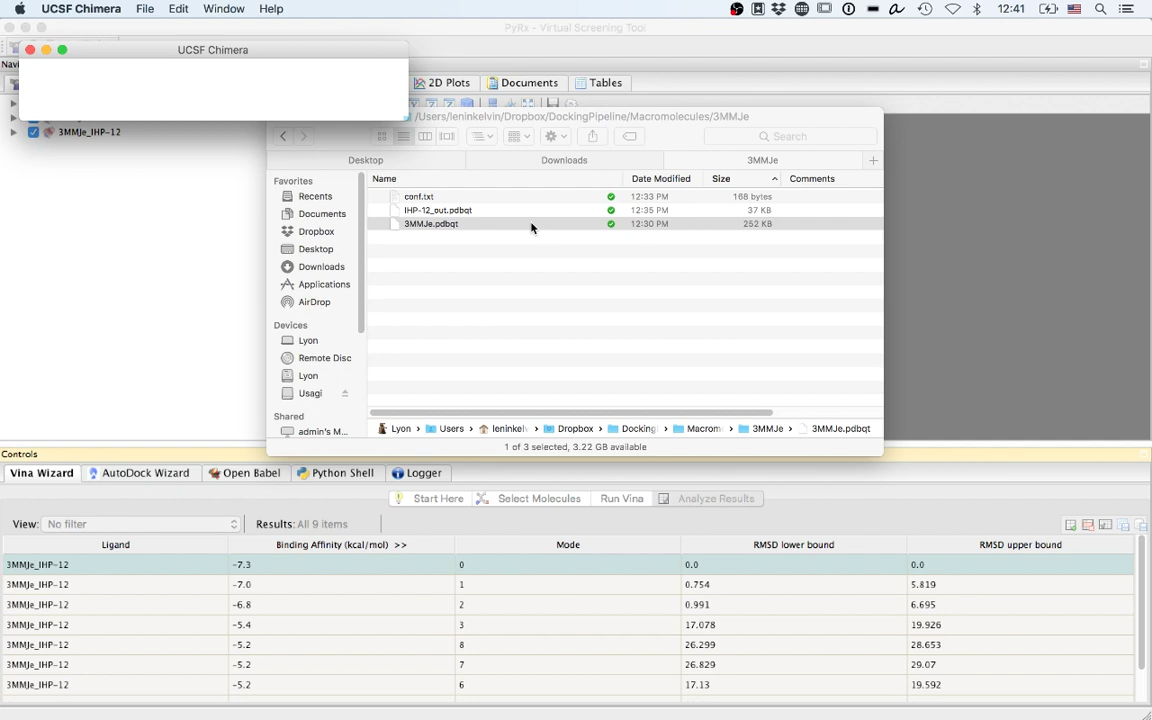 UCSF Chimera File Edit Window Help 12:41
PyRx - Virtual Screening Tool
UCSF Chimera
Navi
2D Plots Documents Tables
/Users/leninkelvin/Dropbox/DockingPipeline/Macromolecules/3MMJe
3MMJe_IHP-12
Search
Desktop Downloads 3MMJe
Favorites
Name Date Modified Size Comments
Recents
conf.txt 12:33 PM 168 bytes
Documents
IHP-12_out.pdbqt 12:35 PM 37 KB
3MMJe.pdbqt 12:30 PM 252 KB
Dropbox
Desktop
Downloads
Applications
AirDrop
Devices
Lyon
Remote Disc
Lyon
Usagi
Shared
admin's M...
Lyon Users leninkelv Dropbox Docking Macrom 3MMJe 3MMJe.pdbqt
1 of 3 selected, 3.22 GB available
Controls
Vina Wizard AutoDock Wizard Open Babel Python Shell Logger
Start Here Select Molecules Run Vina Analyze Results
View: No filter Results: All 9 items
Ligand Binding Affinity (kcal/mol) >> Mode RMSD lower bound RMSD upper bound
3MMJe_IHP-12 -7.3 0 0.0 0.0
3MMJe_IHP-12 -7.0 1 0.754 5.819
3MMJe_IHP-12 -6.8 2 0.991 6.695
3MMJe_IHP-12 -5.4 3 17.078 19.926
3MMJe_IHP-12 -5.2 8 26.299 28.653
3MMJe_IHP-12 -5.2 7 26.829 29.07
3MMJe_IHP-12 -5.2 6 17.13 19.592